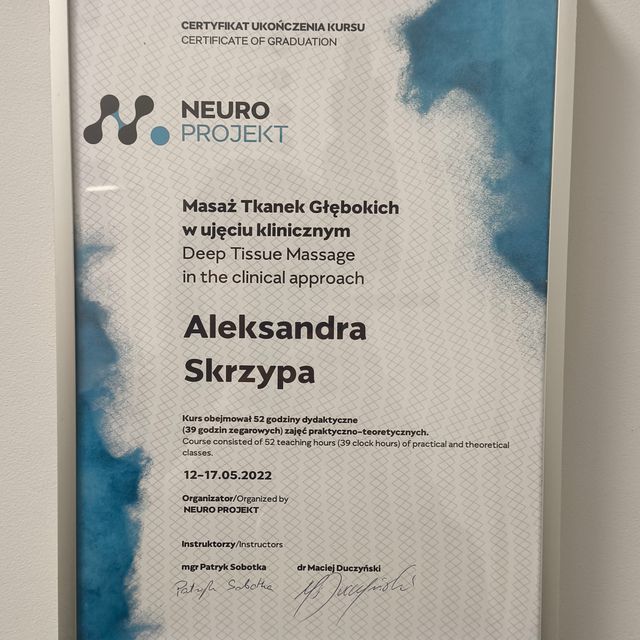 CERTYFIKAT UKOŃCZENIA KURSU
CERTIFICATE OF GRADUATION
NEURO
PROJEKT
Masaż Tkanek Głębokich
w ujęciu klinicznym
Deep Tissue Massage
in the clinical approach
Aleksandra
Skrzypa
Kurs obejmował 52 godziny dydaktyczne
(39 godzin zegarowych) zajęć praktyczno-teoretycznych.
Course consisted of 52 teaching hours (39 clock hours) of practical and theoretical
classes.
12-17.05.2022
Organizator/Organized by
NEURO PROJEKT
Instruktorzy/Instructors
mgr Patryk Sobotka dr Maciej Duczyński
Patryk Sobotka M Duczyński